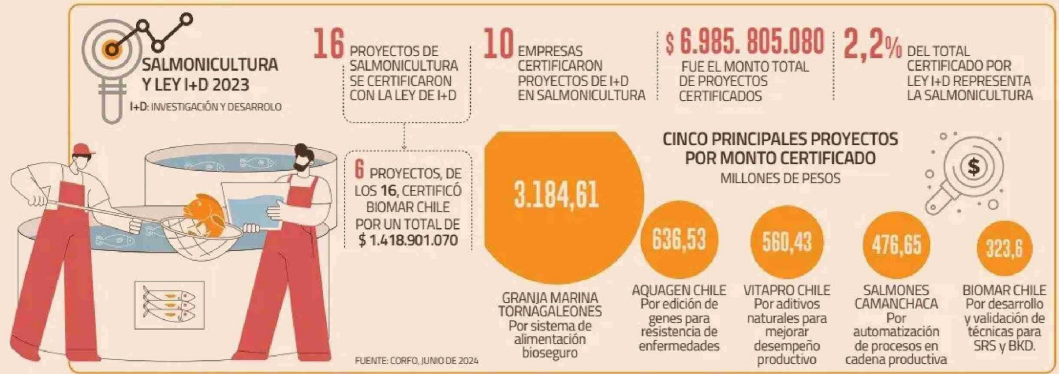 SALMONICULTURA
Y LEY I+D 2023
I+D: INVESTIGACIÓN Y DESARROLLO
16 PROYECTOS DE
SALMONICULTURA
SE CERTIFICARON
CON LA LEY DE I+D
10 EMPRESAS
CERTIFICARON
PROYECTOS DE I+D
EN SALMONICULTURA
$ 6.985. 805.080
FUE EL MONTO TOTAL
DE PROYECTOS
CERTIFICADOS
2,2% DEL TOTAL
CERTIFICADO POR
LEY I+D REPRESENTA
LA SALMONICULTURA
6 PROYECTOS, DE
LOS 16, CERTIFICÓ
BIOMAR CHILE
POR UN TOTAL DE
$ 1.418.901.070
CINCO PRINCIPALES PROYECTOS
POR MONTO CERTIFICADO
MILLONES DE PESOS
$
3.184,61
GRANJA MARINA
TORNAGALEONES
Por sistema de
alimentación
bioseguro
636,53
AQUAGEN CHILE
Por edición de
genes para
resistencia de
enfermedades
560,43
VITAPRO CHILE
Por aditivos
naturales para
mejorar
desempeño
productivo
476,65
SALMONES
CAMANCHACA
Por
automatización
de procesos en
cadena productiva
323,6
BIOMAR CHILE
Por desarrollo
y validación de
técnicas para
SRS y BKD.
FUENTE: CORFO, JUNIO DE 2024